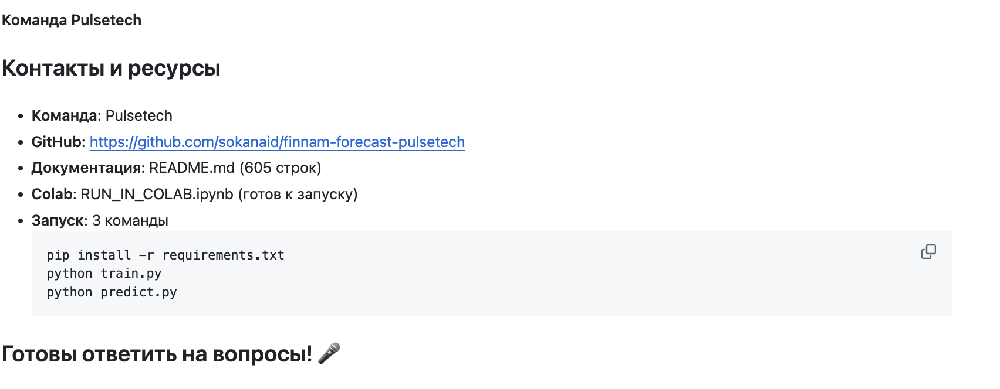 Команда Pulsetech
Контакты и ресурсы
• Команда: Pulsetech
• GitHub: https://github.com/sokanaid/finnam-forecast-pulsetech
• Документация: README.md (605 строк)
• Colab: RUN_IN_COLAB.ipynb (готов к запуску)
• Запуск: 3 команды
pip install -r requirements.txt
python train.py
python predict.py
Готовы ответить на вопросы! 🎤